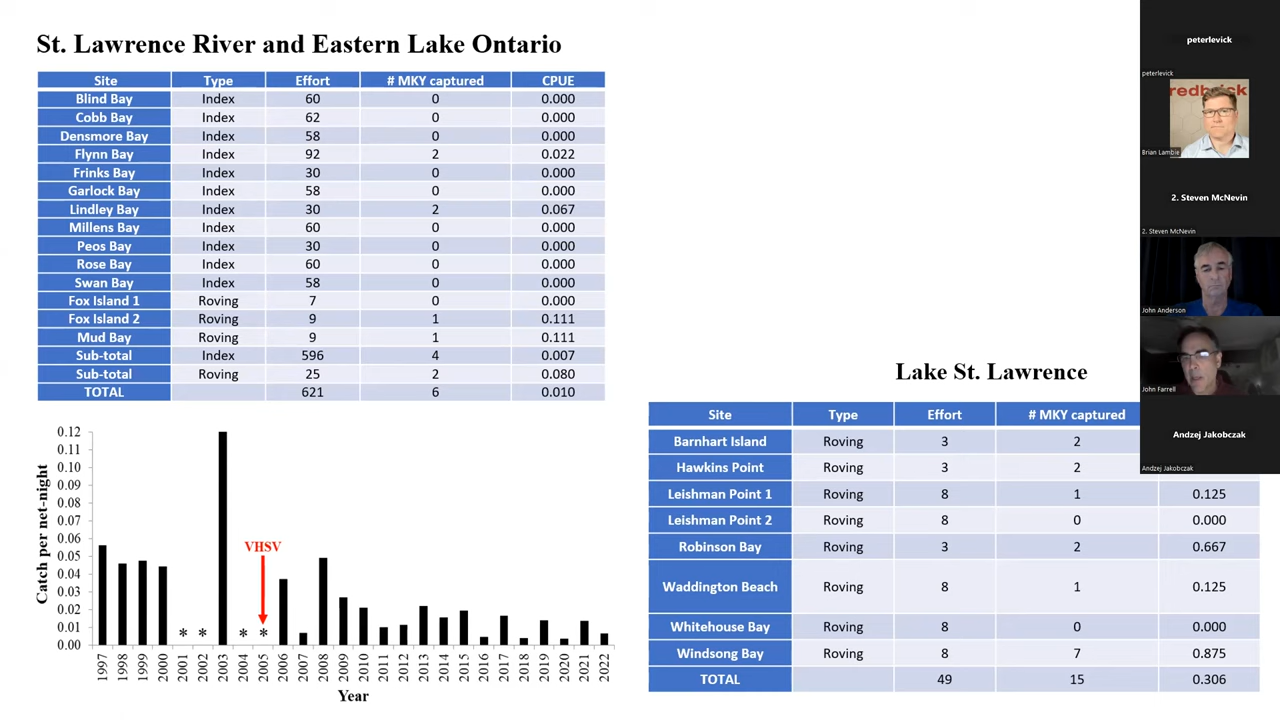 St. Lawrence River and Eastern Lake Ontario
Site Type Effort # MKY captured CPUE
Blind Bay Index 60 0 0.000
Cobb Bay Index 62 0 0.000
Densmore Bay Index 58 0 0.000
Flynn Bay Index 92 2 0.022
Frinks Bay Index 30 0 0.000
Garlock Bay Index 58 0 0.000
Lindley Bay Index 30 2 0.067
Millens Bay Index 60 0 0.000
Peos Bay Index 30 0 0.000
Rose Bay Index 60 0 0.000
Swan Bay Index 58 0 0.000
Fox Island 1 Roving 7 0 0.000
Fox Island 2 Roving 9 1 0.111
Mud Bay Roving 9 1 0.111
Sub-total Index 596 4 0.007
Sub-total Roving 25 2 0.080
TOTAL 621 6 0.010
Catch per net-night
0.12
0.11
0.10
0.09
0.08
0.07
0.06
0.05
0.04
0.03
0.02
0.01
0.00
VHSV
* * * *
1997 1998 1999 2000 2001 2002 2003 2004 2005 2006 2007 2008 2009 2010 2011 2012 2013 2014 2015 2016 2017 2018 2019 2020 2021 2022
Year
Lake St. Lawrence
Site Type Effort # MKY captured
Barnhart Island Roving 3 2
Hawkins Point Roving 3 2
Leishman Point 1 Roving 8 1 0.125
Leishman Point 2 Roving 8 0 0.000
Robinson Bay Roving 3 2 0.667
Waddington Beach Roving 8 1 0.125
Whitehouse Bay Roving 8 0 0.000
Windsong Bay Roving 8 7 0.875
TOTAL 49 15 0.306
peterlevick
peterlevick
redbrick
Brian Lambie
2. Steven McNevin
2. Steven McNevin
John Anderson
John Farrell
Andzej Jakobczak
Andzej Jakobczak